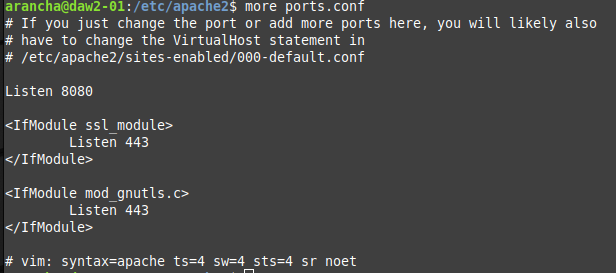 arancha@daw2-01:/etc/apache2$ more ports.conf
# If you just change the port or add more ports here, you will likely also
# have to change the VirtualHost statement in
# /etc/apache2/sites-enabled/000-default.conf

Listen 8080

<IfModule ssl_module>
        Listen 443
</IfModule>

<IfModule mod_gnutls.c>
        Listen 443
</IfModule>

# vim: syntax=apache ts=4 sw=4 sts=4 sr noet